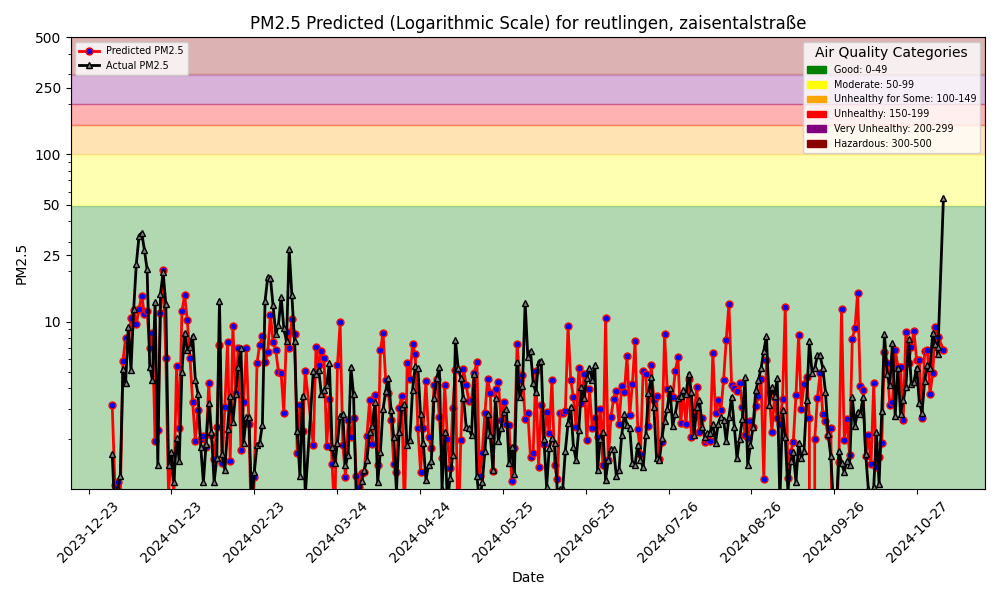 PM2.5 Predicted (Logarithmic Scale) for reutlingen, zaisentalstraße
Predicted PM2.5
Actual PM2.5
Air Quality Categories
Good: 0-49
Moderate: 50-99
Unhealthy for Some: 100-149
Unhealthy: 150-199
Very Unhealthy: 200-299
Hazardous: 300-500
500
250
100
50
25
10
PM2.5
2023-12-23
2024-01-23
2024-02-23
2024-03-24
2024-04-24
2024-05-25
2024-06-25
2024-07-26
2024-08-26
2024-09-26
2024-10-27
Date